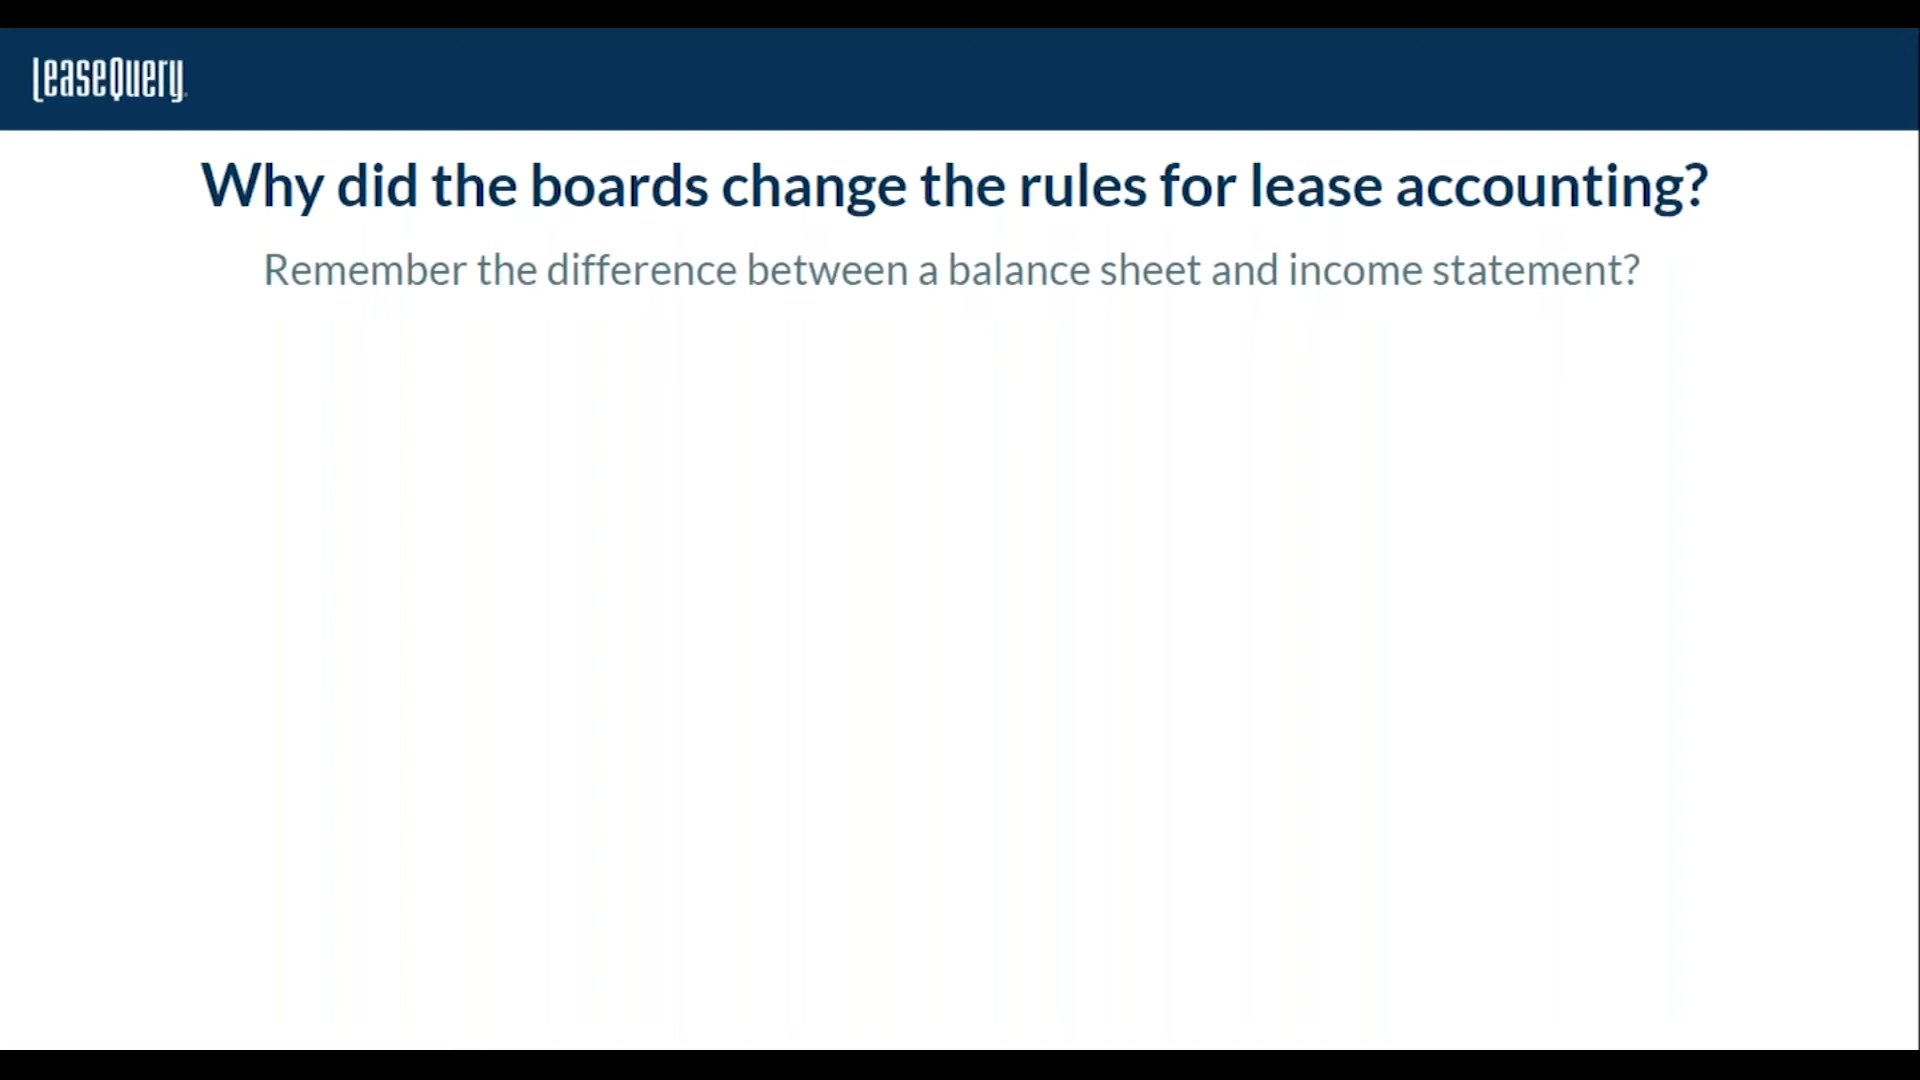 LeaseQuery
Why did the boards change the rules for lease accounting?
Remember the difference between a balance sheet and income statement?